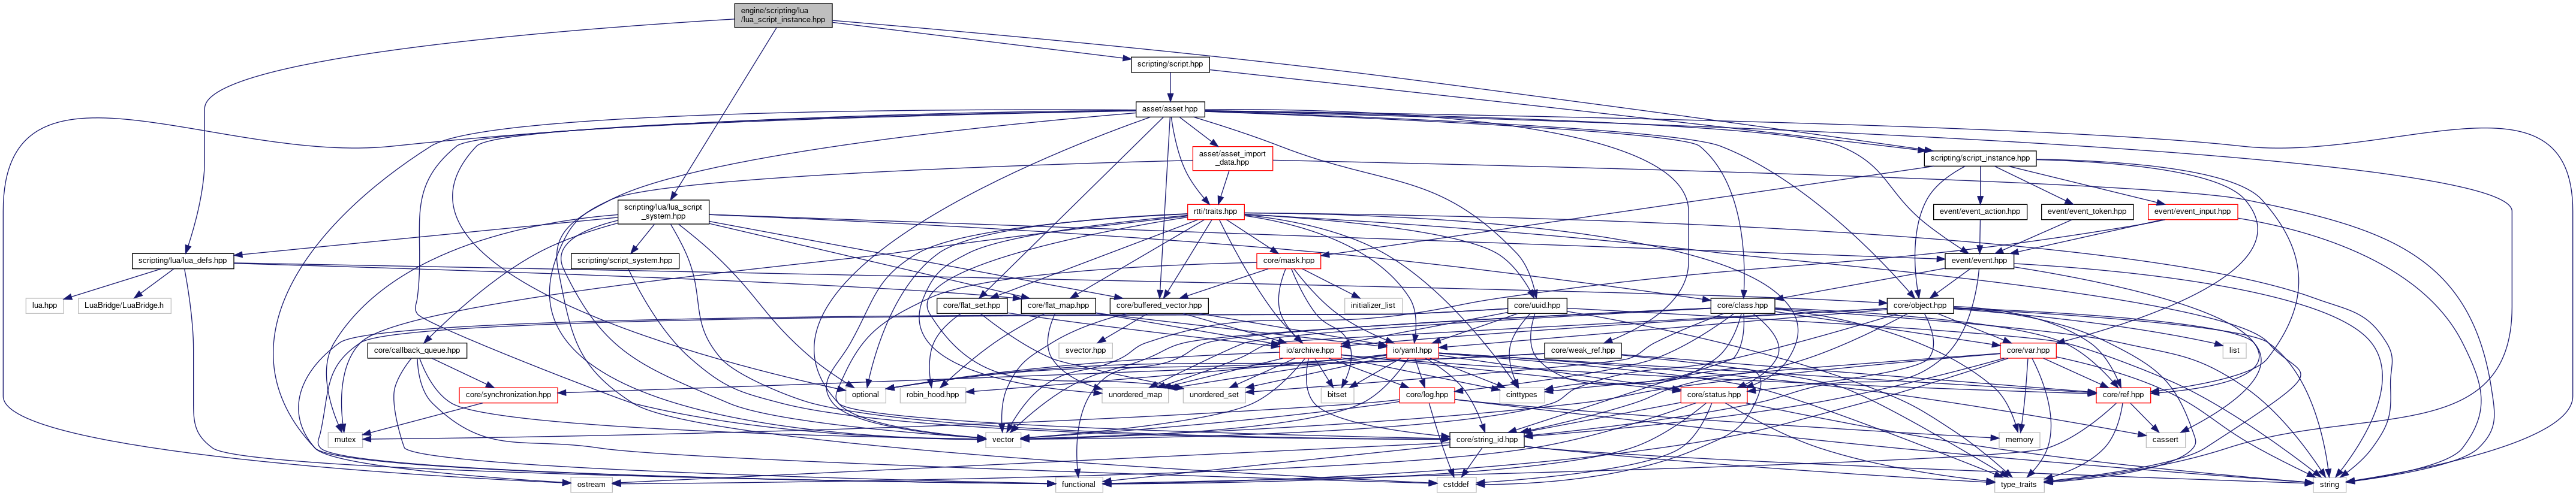 engine/scripting/lua
/lua_script_instance.hpp
scripting/script.hpp
asset/asset.hpp
asset/asset_import
_data.hpp
scripting/script_instance.hpp
scripting/lua/lua_script
_system.hpp
rtti/traits.hpp
event/event_action.hpp
event/event_token.hpp
event/event_input.hpp
scripting/lua/lua_defs.hpp
scripting/script_system.hpp
core/mask.hpp
event/event.hpp
lua.hpp
LuaBridge/LuaBridge.h
core/flat_set.hpp
core/flat_map.hpp
core/buffered_vector.hpp
initializer_list
core/uuid.hpp
core/class.hpp
core/object.hpp
core/callback_queue.hpp
svector.hpp
io/archive.hpp
io/yaml.hpp
core/weak_ref.hpp
core/var.hpp
list
core/synchronization.hpp
optional
robin_hood.hpp
unordered_map
unordered_set
bitset
core/log.hpp
cinttypes
core/status.hpp
core/ref.hpp
mutex
vector
core/string_id.hpp
memory
cassert
ostream
functional
cstddef
type_traits
string